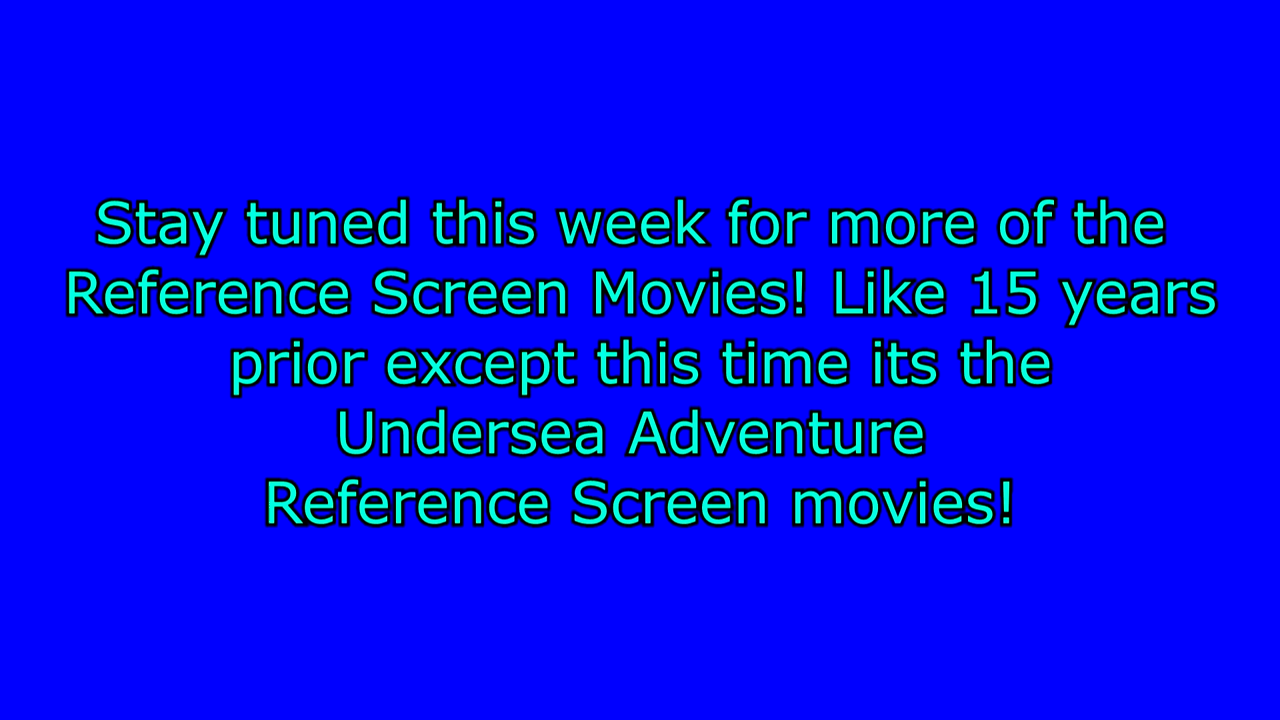 Stay tuned this week for more of the
Reference Screen Movies! Like 15 years
prior except this time its the
Undersea Adventure
Reference Screen movies!